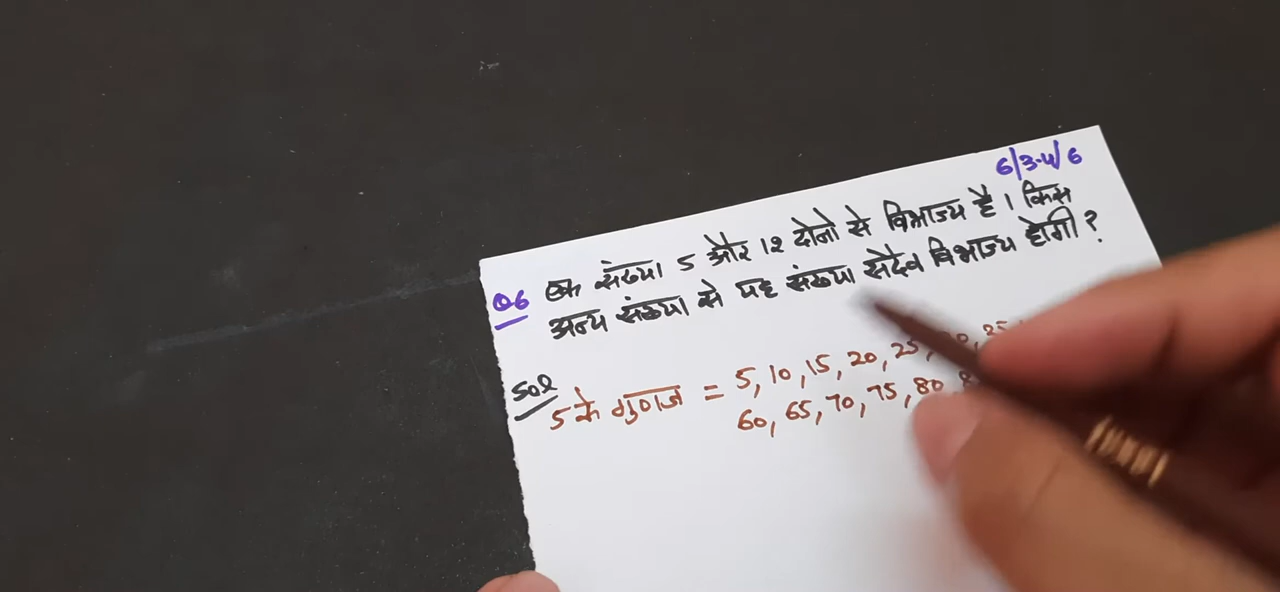 6/3.4/6
Q6 एक संख्या 5 और 12 दोनो से विभाज्य है । किस
अन्य संख्या से यह संख्या सदैव विभाज्य होगी ?
Sol
5 के गुणज = 5, 10, 15, 20, 25,
60, 65, 70, 75, 80